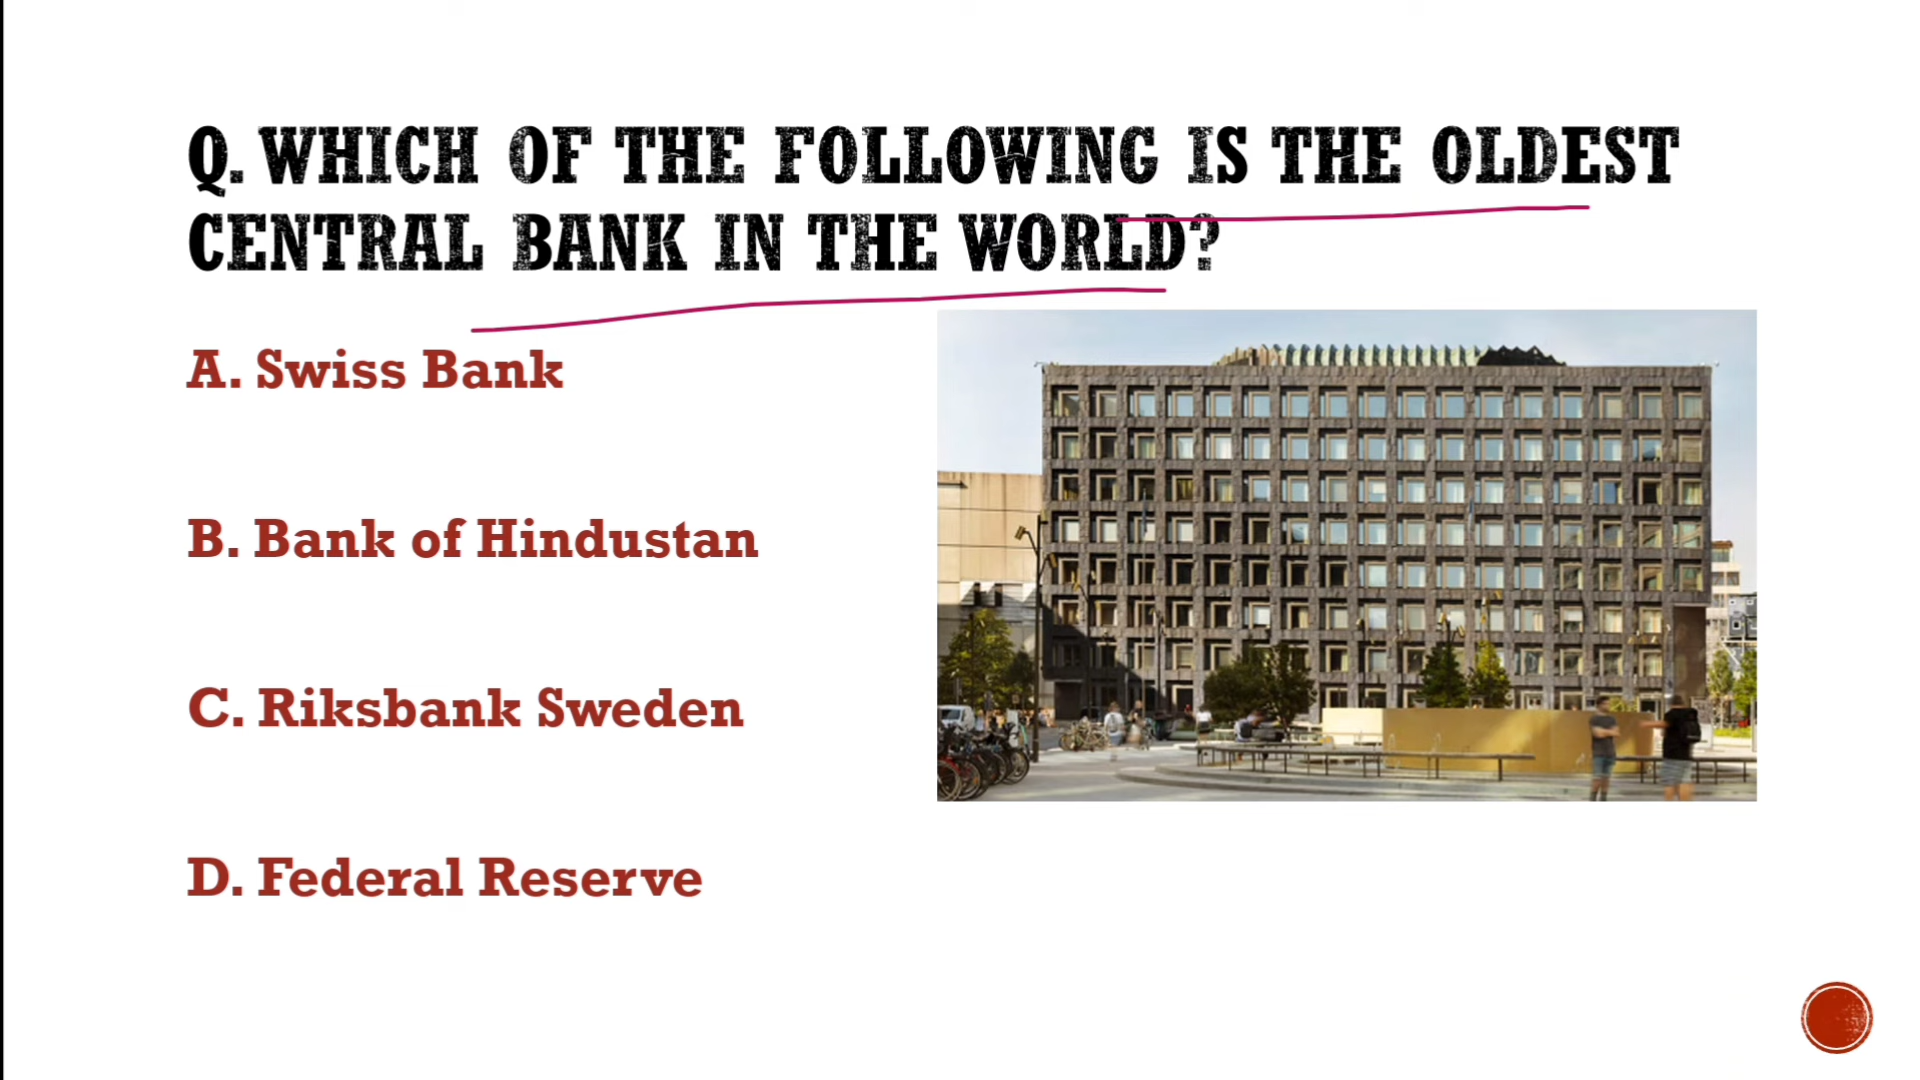 Q. WHICH OF THE FOLLOWING IS THE OLDEST
CENTRAL BANK IN THE WORLD?
A. Swiss Bank
B. Bank of Hindustan
C. Riksbank Sweden
D. Federal Reserve